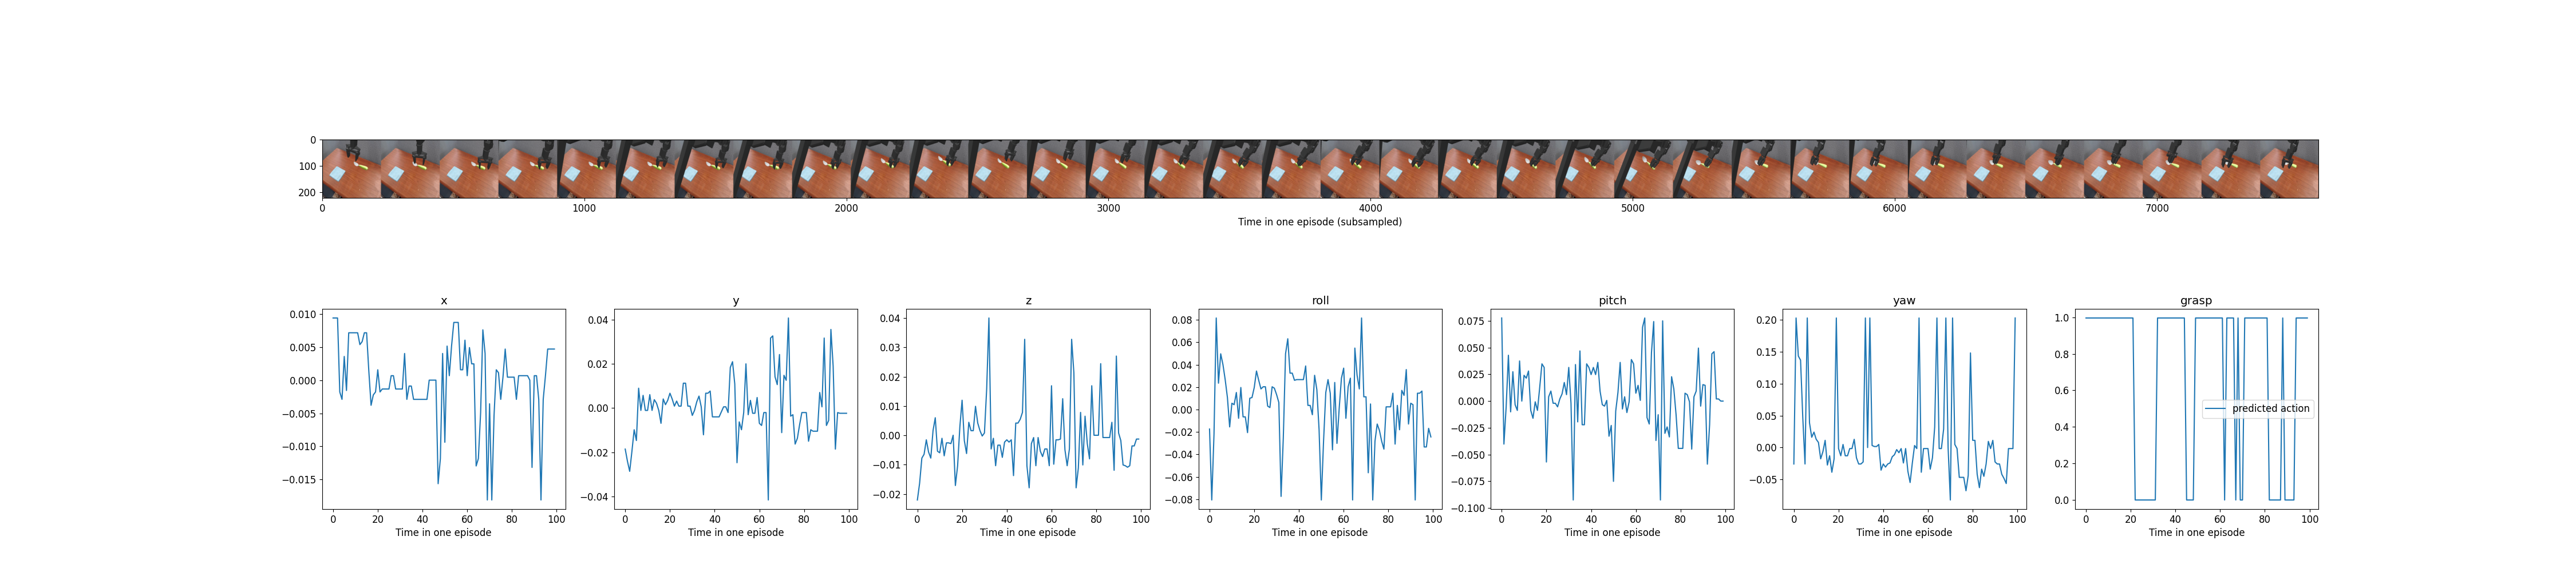 0
100
200
0 1000 2000 3000 4000 5000 6000 7000
Time in one episode (subsampled)
x
0.010
0.005
0.000
−0.005
−0.010
−0.015
0 20 40 60 80 100
Time in one episode
y
0.04
0.02
0.00
−0.02
−0.04
0 20 40 60 80 100
Time in one episode
z
0.04
0.03
0.02
0.01
0.00
−0.01
−0.02
0 20 40 60 80 100
Time in one episode
roll
0.08
0.06
0.04
0.02
0.00
−0.02
−0.04
−0.06
−0.08
0 20 40 60 80 100
Time in one episode
pitch
0.075
0.050
0.025
0.000
−0.025
−0.050
−0.075
−0.100
0 20 40 60 80 100
Time in one episode
yaw
0.20
0.15
0.10
0.05
0.00
−0.05
0 20 40 60 80 100
Time in one episode
grasp
1.0
0.8
0.6
0.4
0.2
0.0
predicted action
0 20 40 60 80 100
Time in one episode